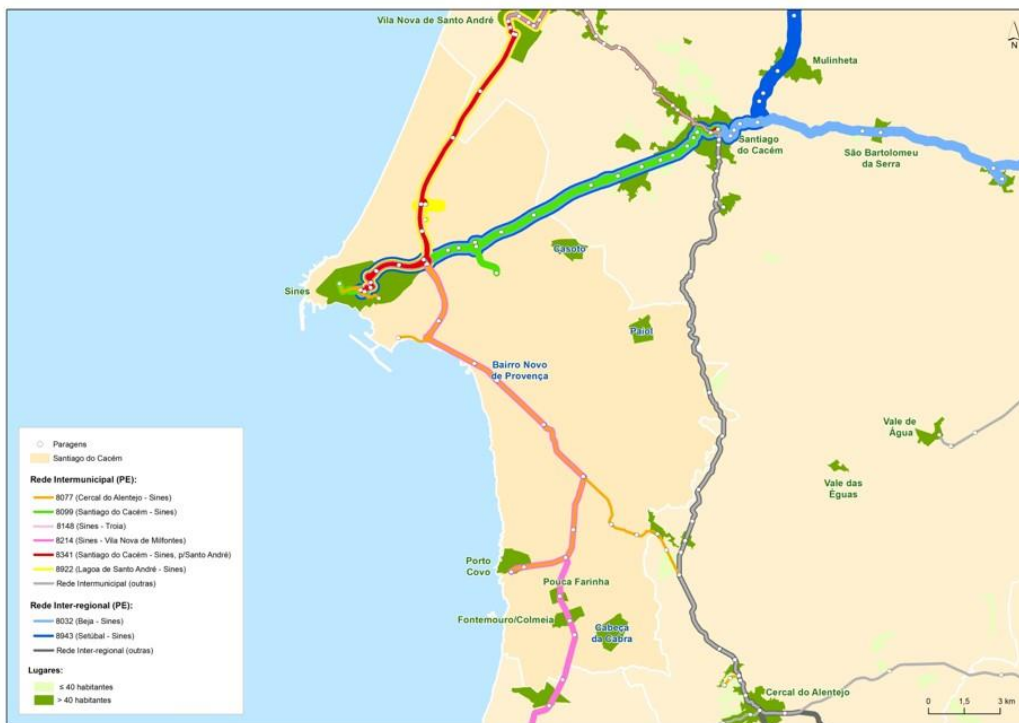 Vila Nova de Santo André
N
Mulinheta
Santiago
do Cacém
São Bartolomeu
da Serra
Casoto
Sines
Paiol
Bairro Novo
de Provença
Vale de
Água
Vale das
Éguas
Porto
Covo
Pouca Farinha
Fontemouro/Colmeia
Cabeça
da Cabra
Cercal do Alentejo
Paragens
Santiago do Cacém
Rede Intermunicipal (PE):
8077 (Cercal do Alentejo - Sines)
8099 (Santiago do Cacém - Sines)
8148 (Sines - Troia)
8214 (Sines - Vila Nova de Milfontes)
8341 (Santiago do Cacém - Sines, p/Santo André)
8922 (Lagoa de Santo André - Sines)
Rede Intermunicipal (outras)
Rede Inter-regional (PE):
8032 (Beja - Sines)
8943 (Setúbal - Sines)
Rede Inter-regional (outras)
Lugares:
≤ 40 habitantes
> 40 habitantes
0 1,5 3 km